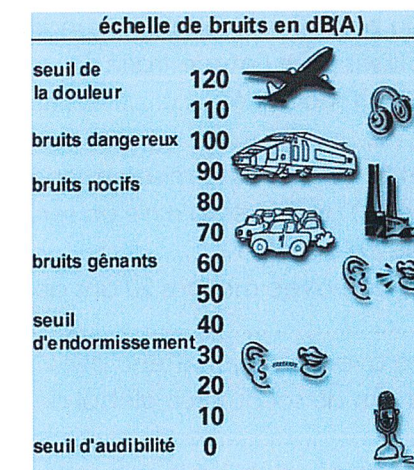 échelle de bruits en dB(A)
seuil de
la douleur
120
110
bruits dangereux 100
90
bruits nocifs
80
70
bruits gênants 60
50
seuil
40
d'endormissement
30
20
10
seuil d'audibilité 0